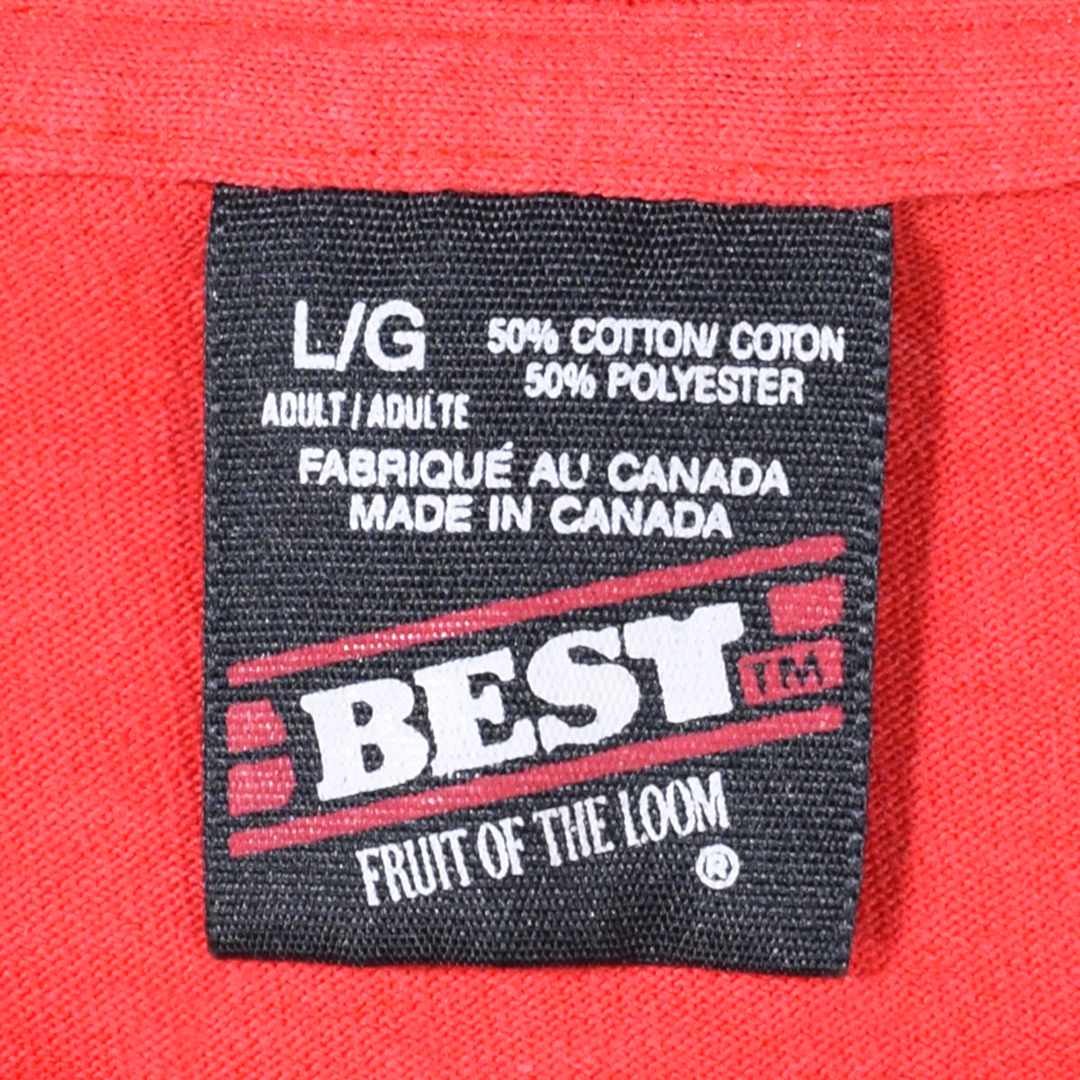 L/G
ADULT / ADULTE
50% COTTON/ COTON
50% POLYESTER
FABRIQUÉ AU CANADA
MADE IN CANADA
BEST TM
FRUIT OF THE LOOM
®